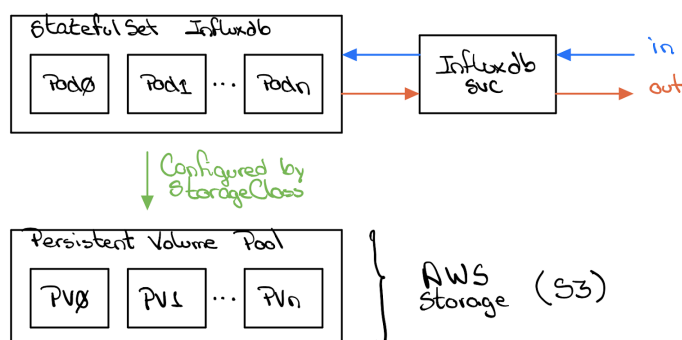 StatefulSet Influxdb
Pod0 Pod1 ... Podn
Influxdb
svc
in
out
Configured by
StorageClass
Persistent Volume Pool
PV0 PV1 ... PVn
AWS
Storage (S3)